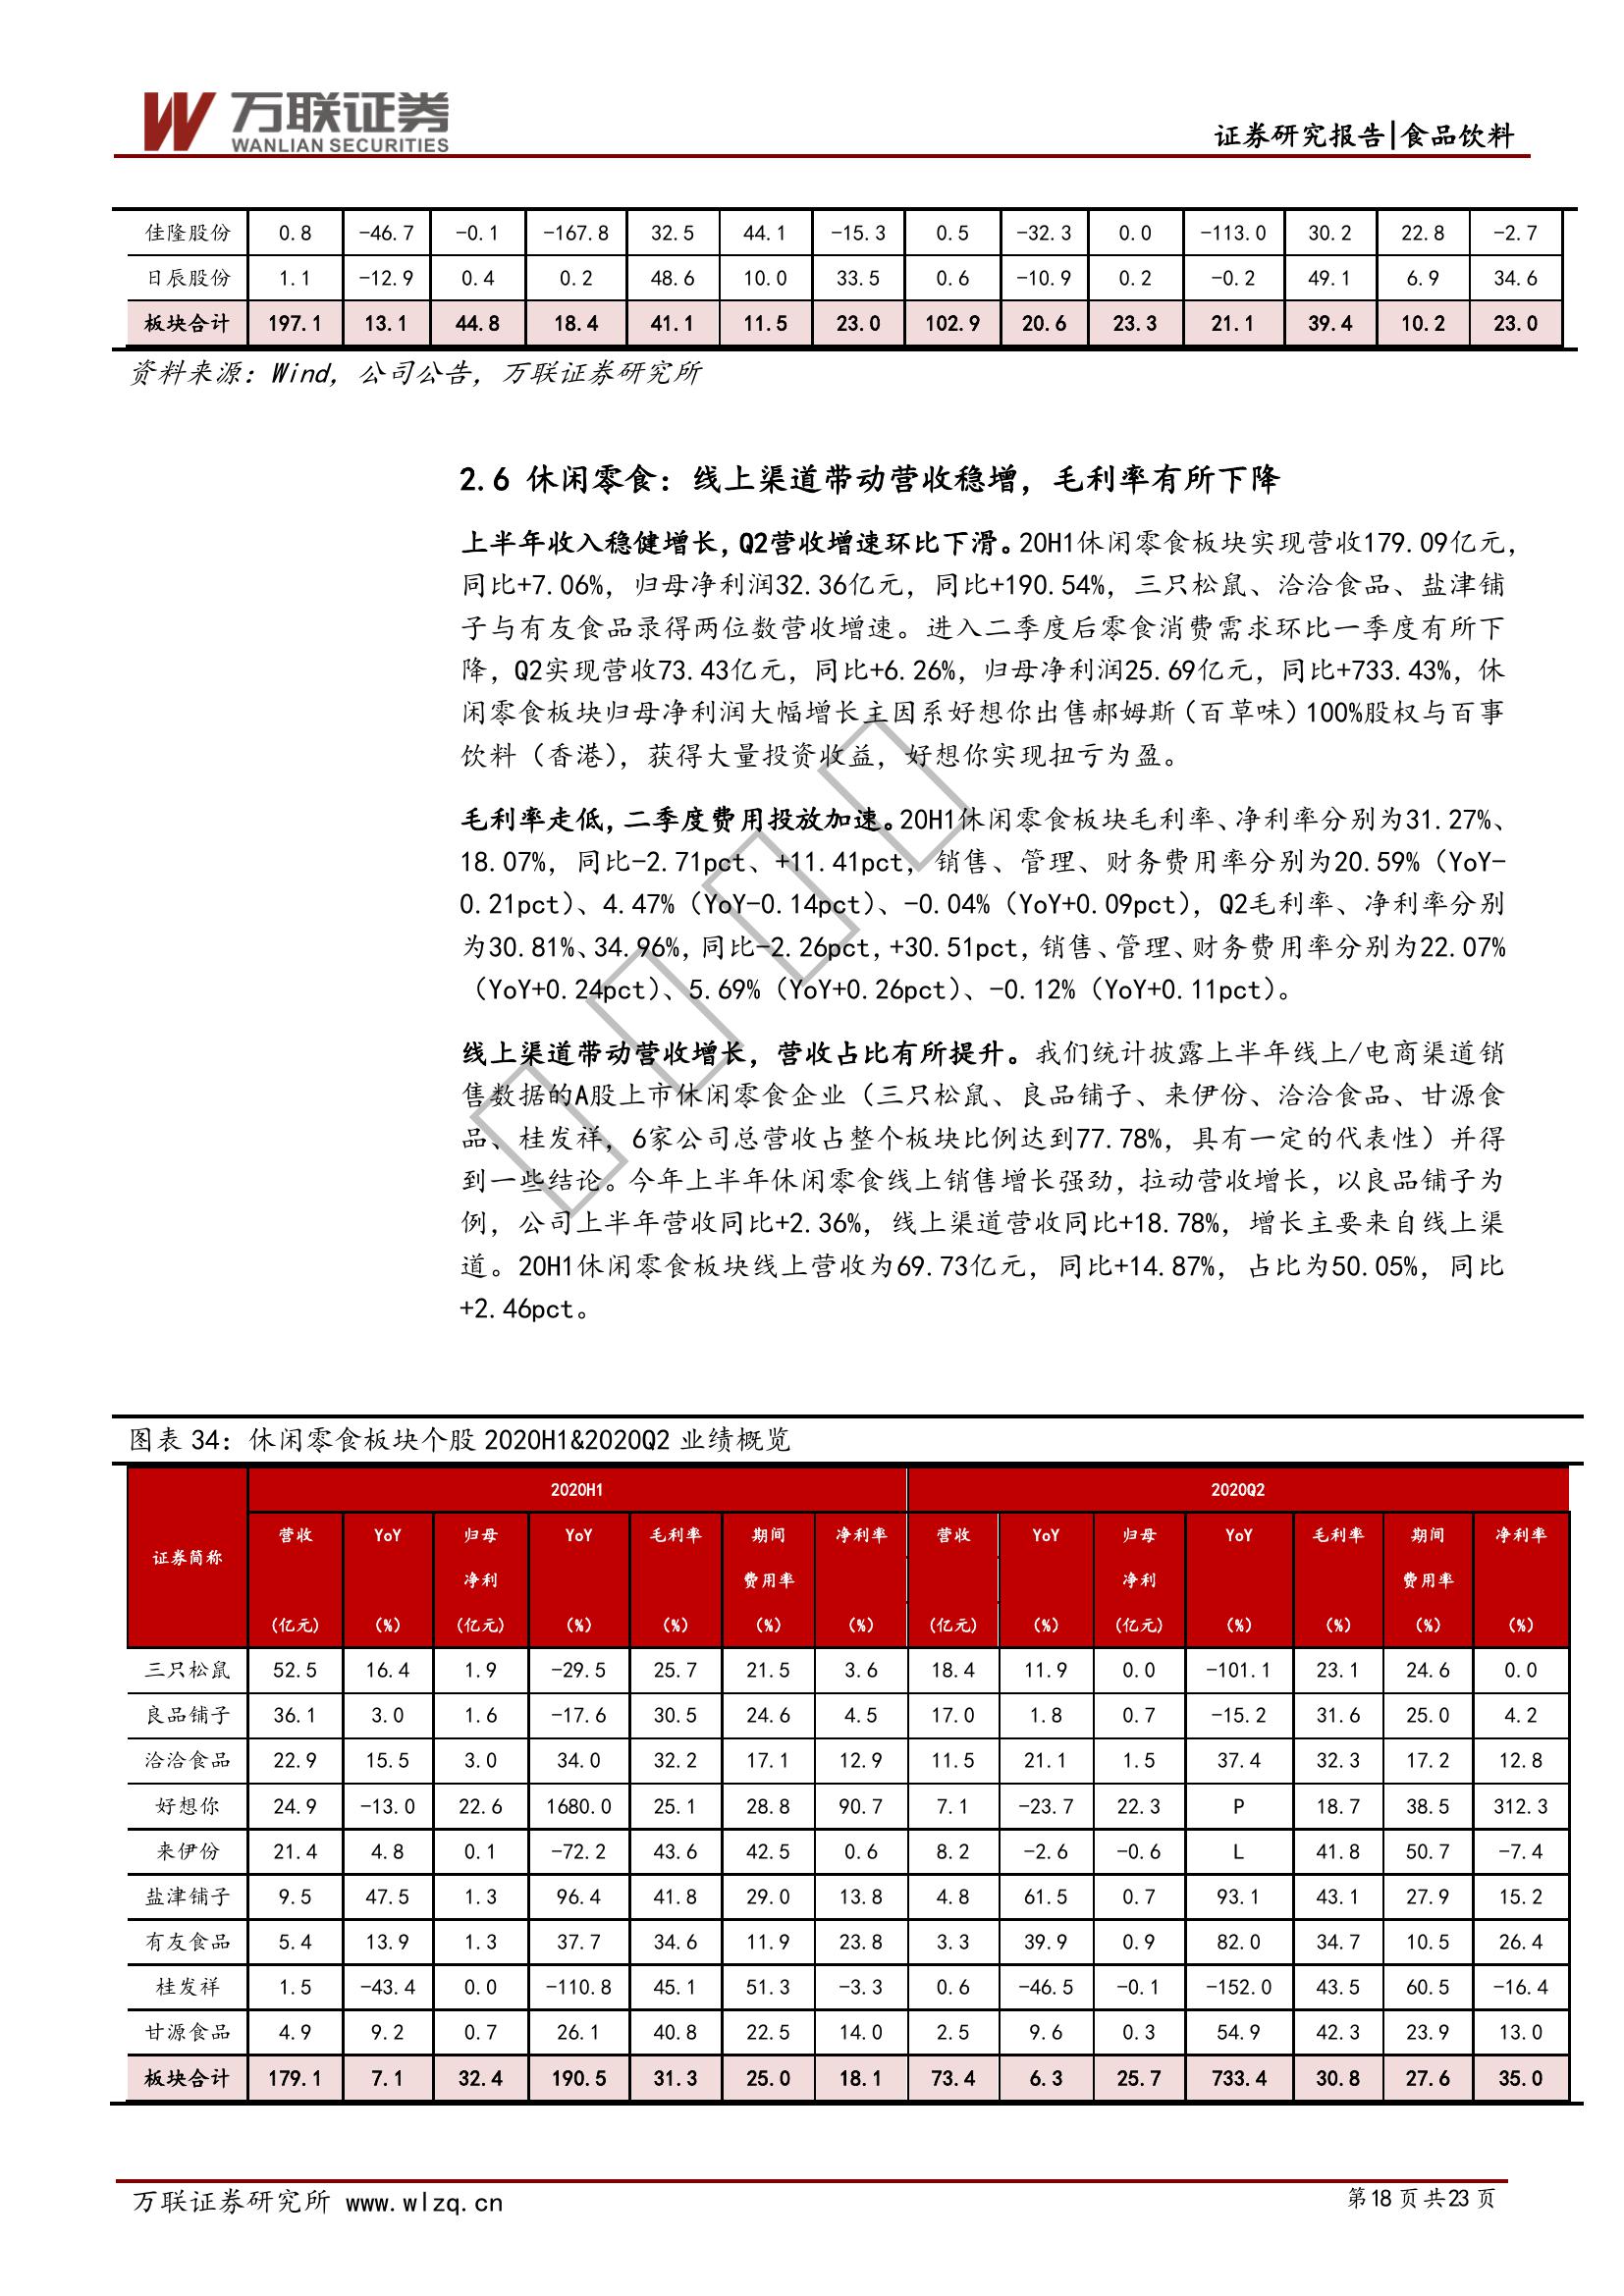 万联证券
WANLIAN SECURITIES
证券研究报告|食品饮料
佳隆股份 0.8 -46.7 -0.1 -167.8 32.5 44.1 -15.3 0.5 -32.3 0.0 -113.0 30.2 22.8 -2.7
日辰股份 1.1 -12.9 0.4 0.2 48.6 10.0 33.5 0.6 -10.9 0.2 -0.2 49.1 6.9 34.6
板块合计 197.1 13.1 44.8 18.4 41.1 11.5 23.0 102.9 20.6 23.3 21.1 39.4 10.2 23.0
资料来源：Wind，公司公告，万联证券研究所
2.6 休闲零食：线上渠道带动营收稳增，毛利率有所下降
上半年收入稳健增长，Q2营收增速环比下滑。20H1休闲零食板块实现营收179.09亿元，
同比+7.06%，归母净利润32.36亿元，同比+190.54%，三只松鼠、洽洽食品、盐津铺
子与有友食品录得两位数营收增速。进入二季度后零食消费需求环比一季度有所下
降，Q2实现营收73.43亿元，同比+6.26%，归母净利润25.69亿元，同比+733.43%，休
闲零食板块归母净利润大幅增长主因系好想你出售郝姆斯（百草味）100%股权与百事
饮料（香港），获得大量投资收益，好想你实现扭亏为盈。
毛利率走低，二季度费用投放加速。20H1休闲零食板块毛利率、净利率分别为31.27%、
18.07%，同比-2.71pct、+11.41pct，销售、管理、财务费用率分别为20.59%（YoY-
0.21pct）、4.47%（YoY-0.14pct）、-0.04%（YoY+0.09pct），Q2毛利率、净利率分别
为30.81%、34.96%，同比-2.26pct，+30.51pct，销售、管理、财务费用率分别为22.07%
（YoY+0.24pct）、5.69%（YoY+0.26pct）、-0.12%（YoY+0.11pct）。
线上渠道带动营收增长，营收占比有所提升。我们统计披露上半年线上/电商渠道销
售数据的A股上市休闲零食企业（三只松鼠、良品铺子、来伊份、洽洽食品、甘源食
品、桂发祥，6家公司总营收占整个板块比例达到77.78%，具有一定的代表性）并得
到一些结论。今年上半年休闲零食线上销售增长强劲，拉动营收增长，以良品铺子为
例，公司上半年营收同比+2.36%，线上渠道营收同比+18.78%，增长主要来自线上渠
道。20H1休闲零食板块线上营收为69.73亿元，同比+14.87%，占比为50.05%，同比
+2.46pct。
图表 34：休闲零食板块个股 2020H1&2020Q2 业绩概览
2020H1 2020Q2
营收 YoY 归母 YoY 毛利率 期间 净利率 营收 YoY 归母 YoY 毛利率 期间 净利率
证券简称
净利 费用率 净利 费用率
(亿元) (%) (亿元) (%) (%) (%) (%) (亿元) (%) (亿元) (%) (%) (%) (%)
三只松鼠 52.5 16.4 1.9 -29.5 25.7 21.5 3.6 18.4 11.9 0.0 -101.1 23.1 24.6 0.0
良品铺子 36.1 3.0 1.6 -17.6 30.5 24.6 4.5 17.0 1.8 0.7 -15.2 31.6 25.0 4.2
洽洽食品 22.9 15.5 3.0 34.0 32.2 17.1 12.9 11.5 21.1 1.5 37.4 32.3 17.2 12.8
好想你 24.9 -13.0 22.6 1680.0 25.1 28.8 90.7 7.1 -23.7 22.3 P 18.7 38.5 312.3
来伊份 21.4 4.8 0.1 -72.2 43.6 42.5 0.6 8.2 -2.6 -0.6 L 41.8 50.7 -7.4
盐津铺子 9.5 47.5 1.3 96.4 41.8 29.0 13.8 4.8 61.5 0.7 93.1 43.1 27.9 15.2
有友食品 5.4 13.9 1.3 37.7 34.6 11.9 23.8 3.3 39.9 0.9 82.0 34.7 10.5 26.4
桂发祥 1.5 -43.4 0.0 -110.8 45.1 51.3 -3.3 0.6 -46.5 -0.1 -152.0 43.5 60.5 -16.4
甘源食品 4.9 9.2 0.7 26.1 40.8 22.5 14.0 2.5 9.6 0.3 54.9 42.3 23.9 13.0
板块合计 179.1 7.1 32.4 190.5 31.3 25.0 18.1 73.4 6.3 25.7 733.4 30.8 27.6 35.0
万联证券研究所 www.wlzq.cn
第18页共23页